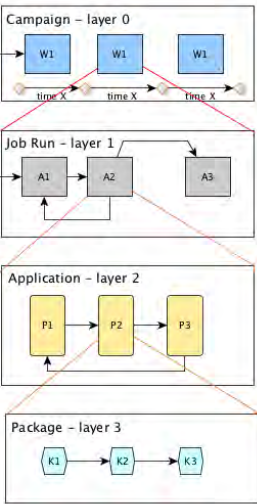 Campaign - layer 0
W1 W1 W1
time X time X time X
Job Run - layer 1
A1 A2 A3
Application - layer 2
P1 P2 P3
Package - layer 3
K1 K2 K3